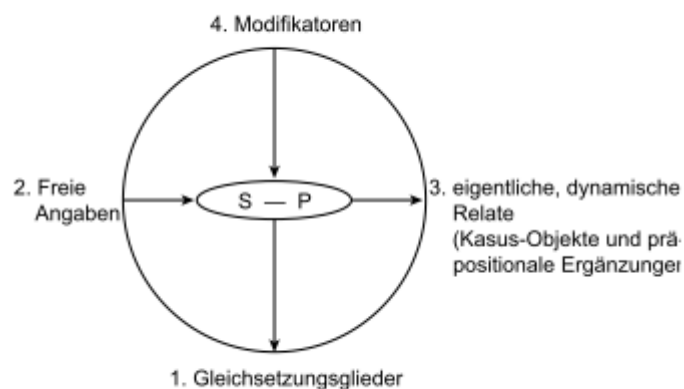 4. Modifikatoren
2. Freie
Angaben
S — P
3. eigentliche, dynamische
Relate
(Kasus-Objekte und prä-
positionale Ergänzungen
1. Gleichsetzungsglieder